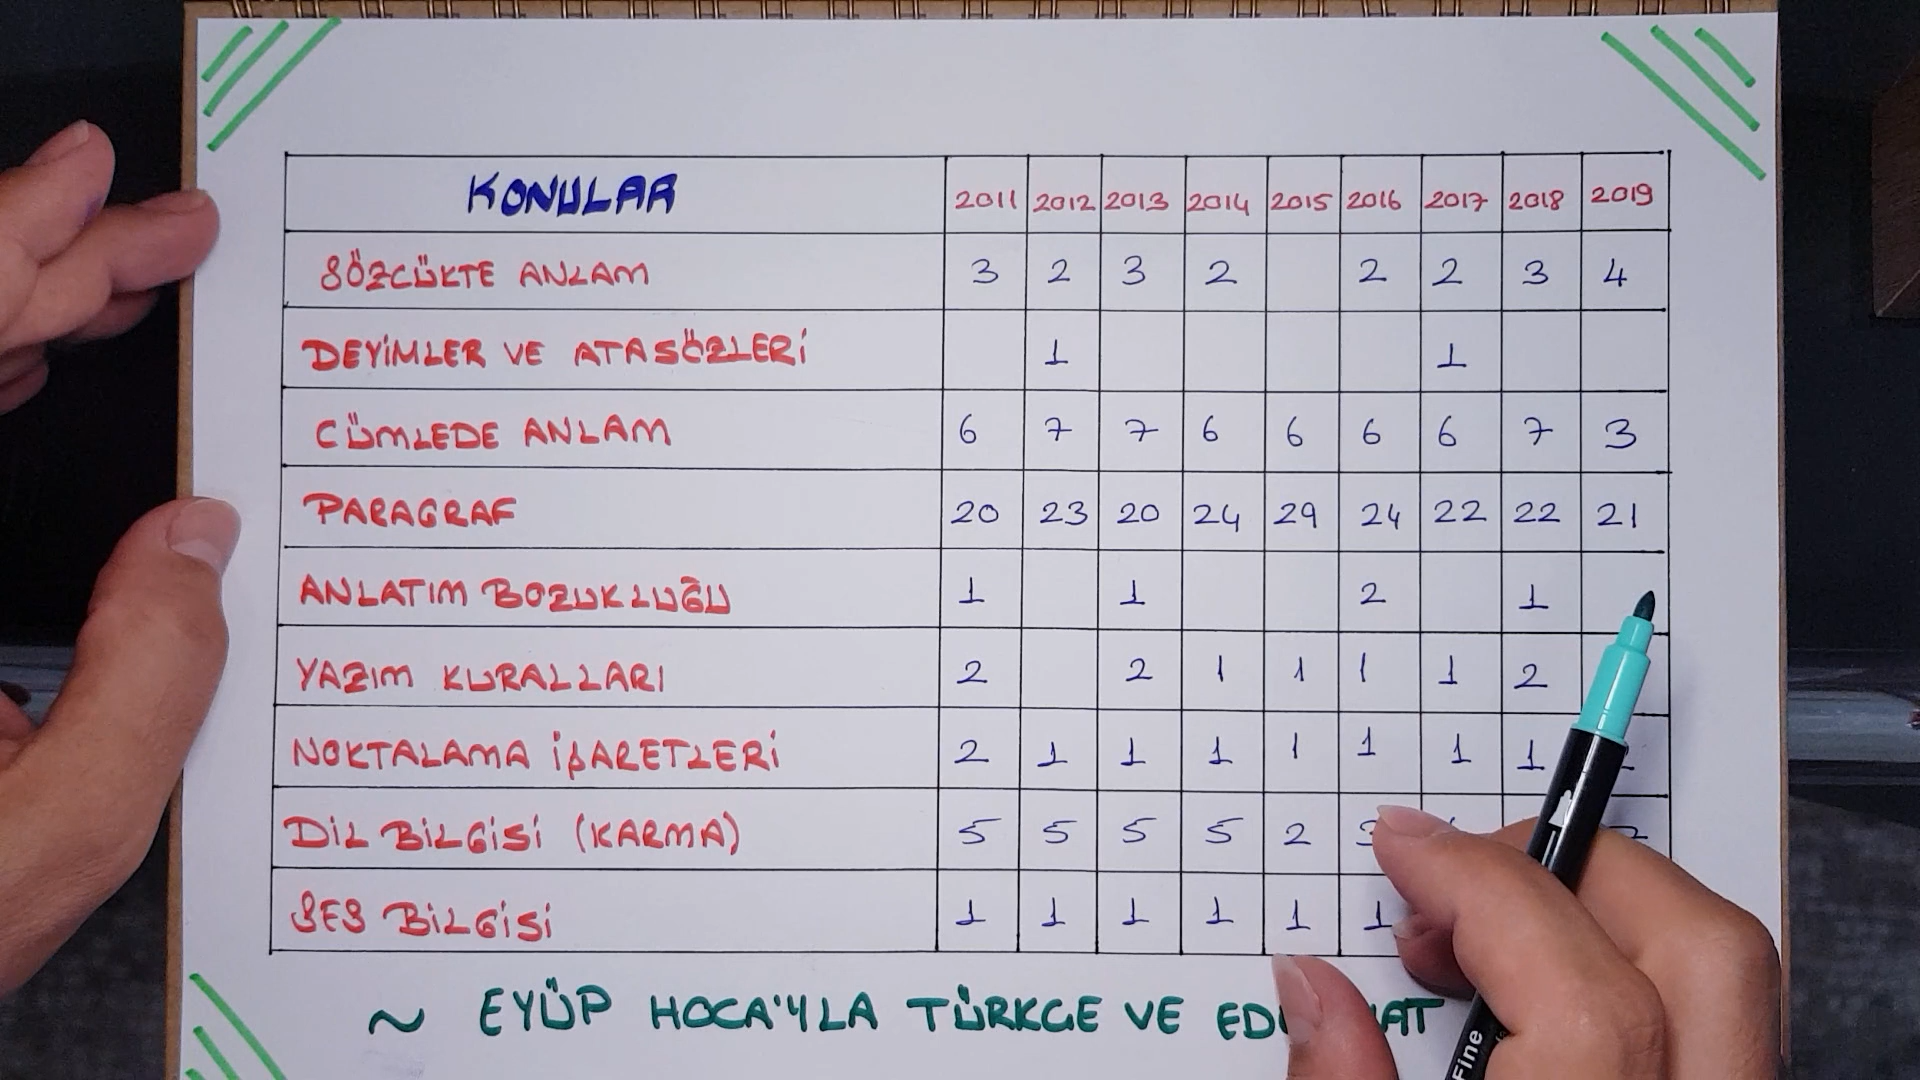 KONULAR 2011 2012 2013 2014 2015 2016 2017 2018 2019
SÖZCÜKTE ANLAM 3 2 3 2 2 2 3 4
DEYİMLER VE ATASÖZLERİ 1 1
CÜMLEDE ANLAM 6 7 7 6 6 6 6 7 3
PARAGRAF 20 23 20 24 29 24 22 22 21
ANLATIM BOZUKLUĞU 1 1 2 1
YAZIM KURALLARI 2 2 1 1 1 1 2
NOKTALAMA İŞARETLERİ 2 1 1 1 1 1 1 1
DİL BİLGİSİ (KARMA) 5 5 5 5 2
SES BİLGİSİ 1 1 1 1 1 1
~ EYÜP HOCA'YLA TÜRKÇE VE
Fine